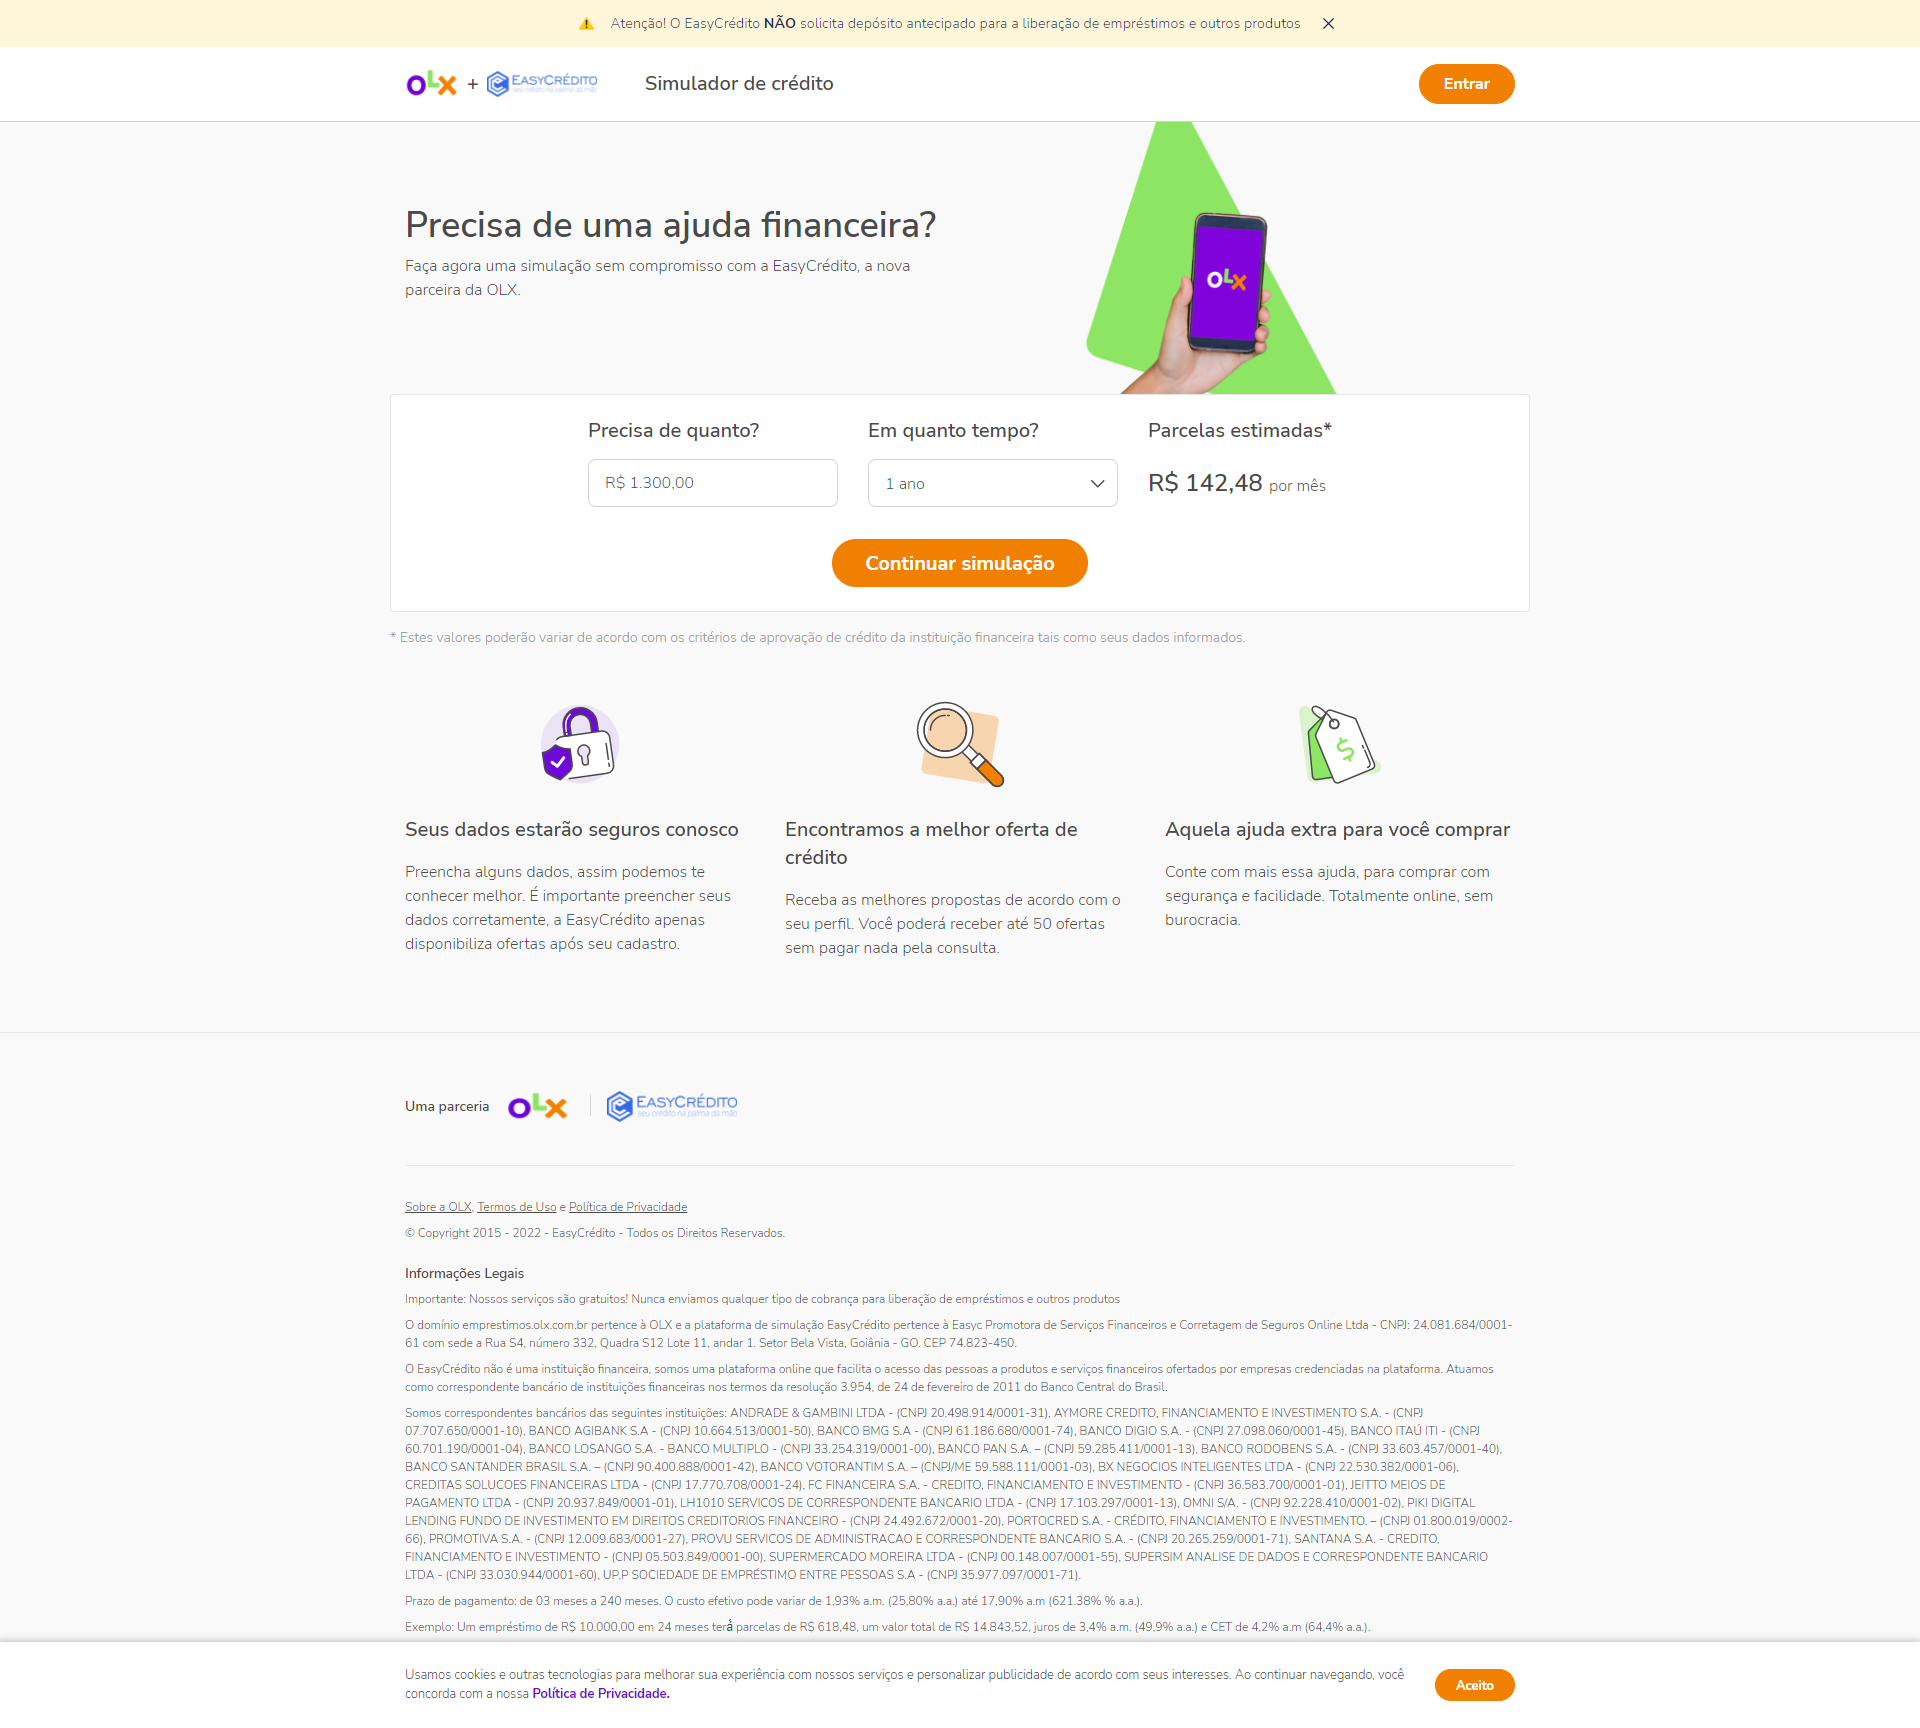 Atenção! O EasyCrédito NÃO solicita depósito antecipado para a liberação de empréstimos e outros produtos
OLX + EASYCRÉDITO
seu crédito na palma da mão
Simulador de crédito
Entrar
Precisa de uma ajuda financeira?
Faça agora uma simulação sem compromisso com a EasyCrédito, a nova
parceira da OLX.
OLX
Precisa de quanto?
Em quanto tempo?
Parcelas estimadas*
R$ 1.300,00
1 ano
R$ 142,48 por mês
Continuar simulação
* Estes valores poderão variar de acordo com os critérios de aprovação de crédito da instituição financeira tais como seus dados informados.
$
Seus dados estarão seguros conosco
Preencha alguns dados, assim podemos te
conhecer melhor. É importante preencher seus
dados corretamente, a EasyCrédito apenas
disponibiliza ofertas após seu cadastro.
Encontramos a melhor oferta de
crédito
Receba as melhores propostas de acordo com o
seu perfil. Você poderá receber até 50 ofertas
sem pagar nada pela consulta.
Aquela ajuda extra para você comprar
Conte com mais essa ajuda, para comprar com
segurança e facilidade. Totalmente online, sem
burocracia.
Uma parceria OLX EASYCRÉDITO
seu crédito na palma da mão
Sobre a OLX, Termos de Uso e Política de Privacidade
© Copyright 2015 - 2022 - EasyCrédito - Todos os Direitos Reservados.
Informações Legais
Importante: Nossos serviços são gratuitos! Nunca enviamos qualquer tipo de cobrança para liberação de empréstimos e outros produtos
O domínio emprestimos.olx.com.br pertence à OLX e a plataforma de simulação EasyCrédito pertence à Easyc Promotora de Serviços Financeiros e Corretagem de Seguros Online Ltda - CNPJ: 24.081.684/0001-
61 com sede a Rua S4, número 332, Quadra S12 Lote 11, andar 1. Setor Bela Vista, Goiânia - GO. CEP 74.823-450.
O EasyCrédito não é uma instituição financeira, somos uma plataforma online que facilita o acesso das pessoas a produtos e serviços financeiros ofertados por empresas credenciadas na plataforma. Atuamos
como correspondente bancário de instituições financeiras nos termos da resolução 3.954, de 24 de fevereiro de 2011 do Banco Central do Brasil.
Somos correspondentes bancários das seguintes instituições: ANDRADE & GAMBINI LTDA - (CNPJ 20.498.914/0001-31), AYMORE CREDITO, FINANCIAMENTO E INVESTIMENTO S.A. - (CNPJ
07.707.650/0001-10), BANCO AGIBANK S.A - (CNPJ 10.664.513/0001-50), BANCO BMG S.A - (CNPJ 61.186.680/0001-74), BANCO DIGIO S.A. - (CNPJ 27.098.060/0001-45), BANCO ITAÚ ITI - (CNPJ
60.701.190/0001-04), BANCO LOSANGO S.A. - BANCO MULTIPLO - (CNPJ 33.254.319/0001-00), BANCO PAN S.A. – (CNPJ 59.285.411/0001-13), BANCO RODOBENS S.A. - (CNPJ 33.603.457/0001-40),
BANCO SANTANDER BRASIL S.A. – (CNPJ 90.400.888/0001-42), BANCO VOTORANTIM S.A. – (CNPJ/ME 59.588.111/0001-03), BX NEGOCIOS INTELIGENTES LTDA - (CNPJ 22.530.382/0001-06),
CREDITAS SOLUCOES FINANCEIRAS LTDA - (CNPJ 17.770.708/0001-24), FC FINANCEIRA S.A. - CREDITO, FINANCIAMENTO E INVESTIMENTO - (CNPJ 36.583.700/0001-01), JEITTO MEIOS DE
PAGAMENTO LTDA - (CNPJ 20.937.849/0001-01), LH1010 SERVICOS DE CORRESPONDENTE BANCARIO LTDA - (CNPJ 17.103.297/0001-13), OMNI S/A. - (CNPJ 92.228.410/0001-02), PIKI DIGITAL
LENDING FUNDO DE INVESTIMENTO EM DIREITOS CREDITORIOS FINANCEIRO - (CNPJ 24.492.672/0001-20), PORTOCRED S.A. - CRÉDITO, FINANCIAMENTO E INVESTIMENTO. – (CNPJ 01.800.019/0002-
66), PROMOTIVA S.A. - (CNPJ 12.009.683/0001-27), PROVU SERVICOS DE ADMINISTRACAO E CORRESPONDENTE BANCARIO S.A. - (CNPJ 20.265.259/0001-71), SANTANA S.A. - CREDITO,
FINANCIAMENTO E INVESTIMENTO - (CNPJ 05.503.849/0001-00), SUPERMERCADO MOREIRA LTDA - (CNPJ 00.148.007/0001-55), SUPERSIM ANALISE DE DADOS E CORRESPONDENTE BANCARIO
LTDA - (CNPJ 33.030.944/0001-60), UP.P SOCIEDADE DE EMPRÉSTIMO ENTRE PESSOAS S.A - (CNPJ 35.977.097/0001-71).
Prazo de pagamento: de 03 meses a 240 meses. O custo efetivo pode variar de 1,93% a.m. (25,80% a.a.) até 17,90% a.m (621.38% % a.a.).
Exemplo: Um empréstimo de R$ 10.000,00 em 24 meses terá parcelas de R$ 618,48, um valor total de R$ 14.843,52, juros de 3,4% a.m. (49,9% a.a.) e CET de 4,2% a.m (64,4% a.a.).
Usamos cookies e outras tecnologias para melhorar sua experiência com nossos serviços e personalizar publicidade de acordo com seus interesses. Ao continuar navegando, você
concorda com a nossa Política de Privacidade.
Aceito